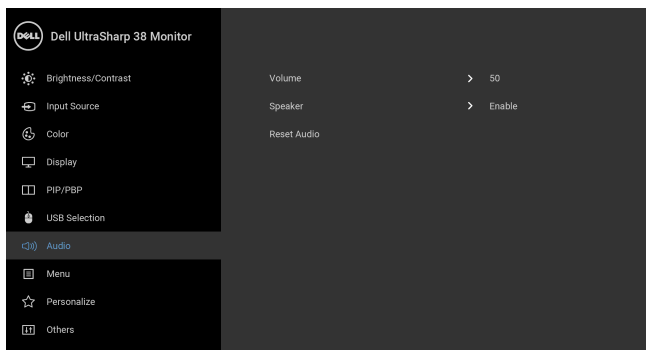 DELL Dell UltraSharp 38 Monitor
Brightness/Contrast
Volume 50
Input Source
Speaker Enable
Color
Reset Audio
Display
PIP/PBP
USB Selection
Audio
Menu
Personalize
Others